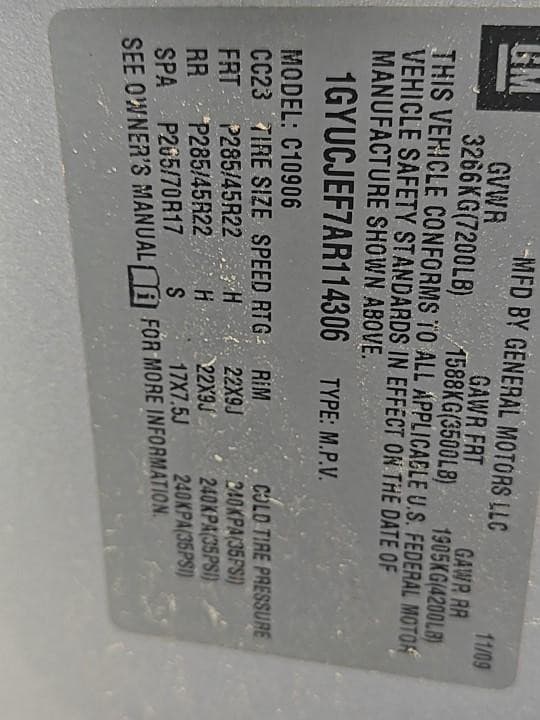 GM
MFD BY GENERAL MOTORS LLC 11/09
GVWR GAWR FRT GAWR RR
3266KG(7200LB) 1588KG(3500LB) 1905KG(4200LB)
THIS VEHICLE CONFORMS TO ALL APPLICABLE U.S. FEDERAL MOTOR
VEHICLE SAFETY STANDARDS IN EFFECT ON THE DATE OF
MANUFACTURE SHOWN ABOVE.
1GYUCJEF7AR114306 TYPE: M.P.V.
MODEL: C10906
CC23 TIRE SIZE SPEED RTG RIM COLD TIRE PRESSURE
FRT P285/45R22 H 22X9J 240KPA(35PSI)
RR P285/45R22 H 22X9J 240KPA(35PSI)
SPA P265/70R17 S 17X7.5J 240KPA(35PSI)
SEE OWNER'S MANUAL i FOR MORE INFORMATION.